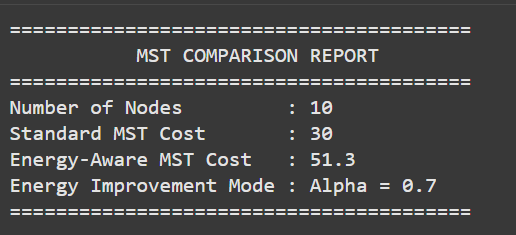 ==========================================
MST COMPARISON REPORT
==========================================
Number of Nodes : 10
Standard MST Cost : 30
Energy-Aware MST Cost : 51.3
Energy Improvement Mode : Alpha = 0.7
==========================================